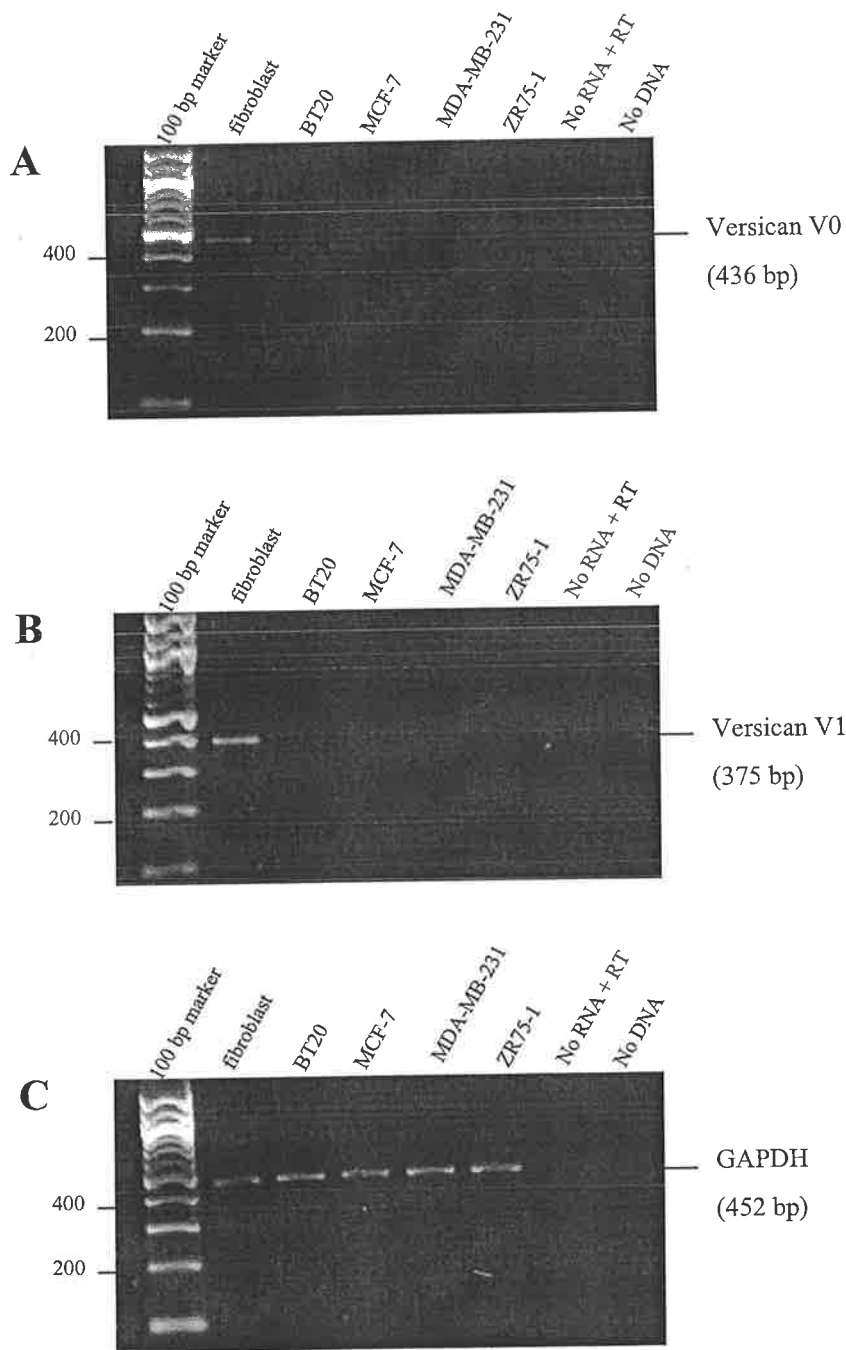 100 bp marker
fibroblast
BT20
MCF-7
MDA-MB-231
ZR75-1
No RNA + RT
No DNA
A
400
200
Versican V0
(436 bp)
100 bp marker
fibroblast
BT20
MCF-7
MDA-MB-231
ZR75-1
No RNA + RT
No DNA
B
400
200
Versican V1
(375 bp)
100 bp marker
fibroblast
BT20
MCF-7
MDA-MB-231
ZR75-1
No RNA + RT
No DNA
C
400
200
GAPDH
(452 bp)